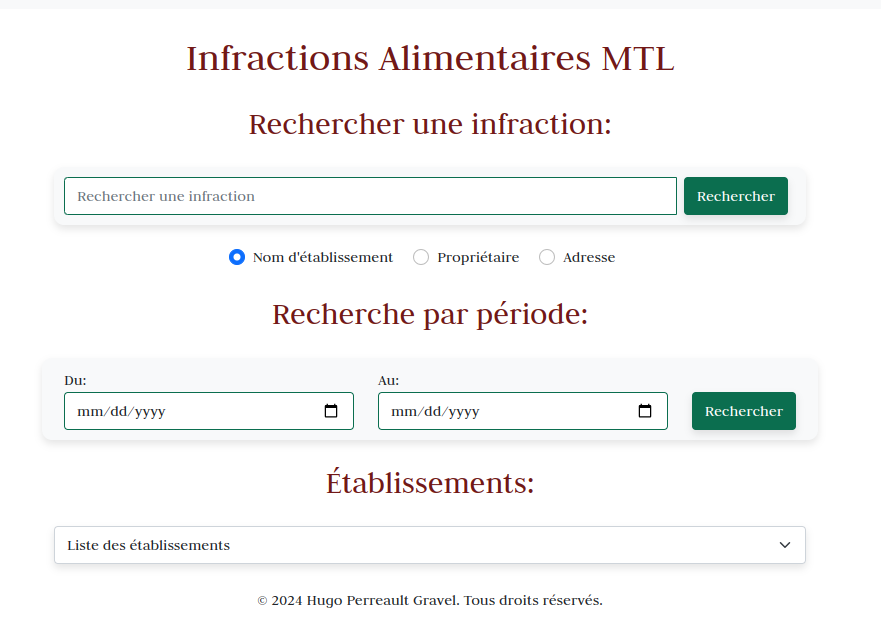 Infractions Alimentaires MTL
Rechercher une infraction:
Rechercher une infraction Rechercher
Nom d'établissement Propriétaire Adresse
Recherche par période:
Du: Au:
mm/dd/yyyy mm/dd/yyyy Rechercher
Établissements:
Liste des établissements
© 2024 Hugo Perreault Gravel. Tous droits réservés.